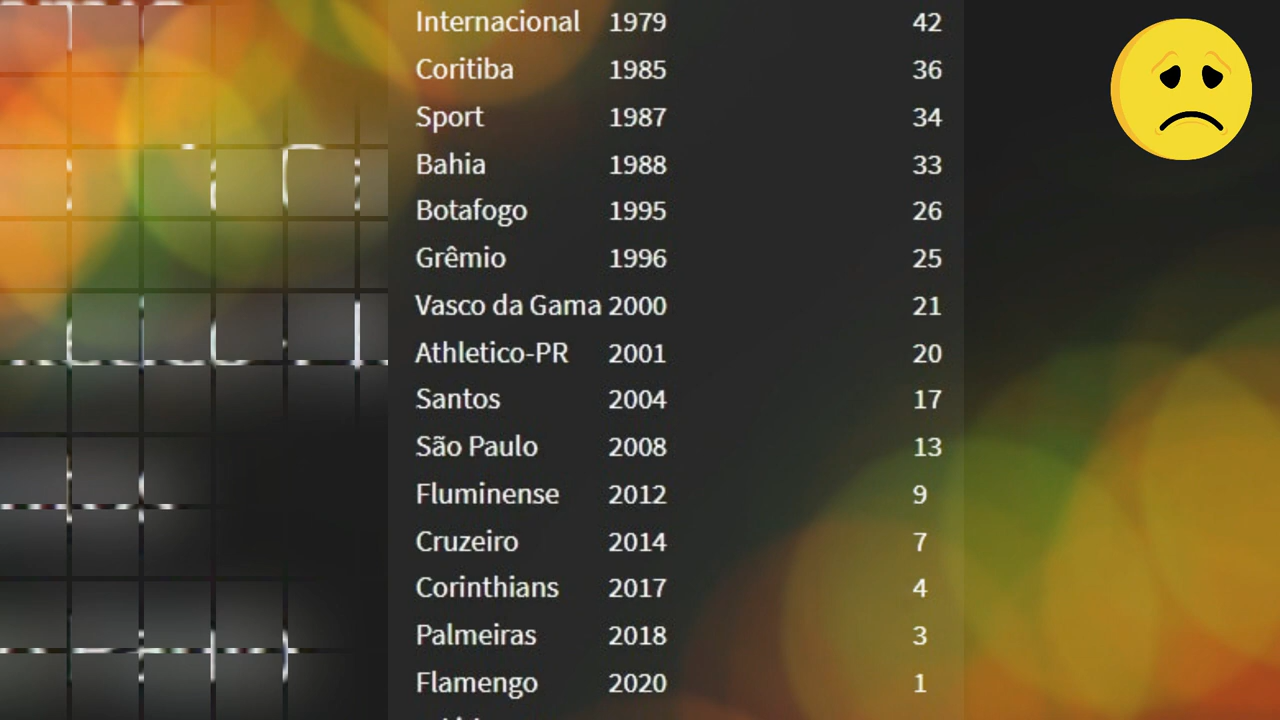 Internacional 1979 42
Coritiba 1985 36
Sport 1987 34
Bahia 1988 33
Botafogo 1995 26
Grêmio 1996 25
Vasco da Gama 2000 21
Athletico-PR 2001 20
Santos 2004 17
São Paulo 2008 13
Fluminense 2012 9
Cruzeiro 2014 7
Corinthians 2017 4
Palmeiras 2018 3
Flamengo 2020 1